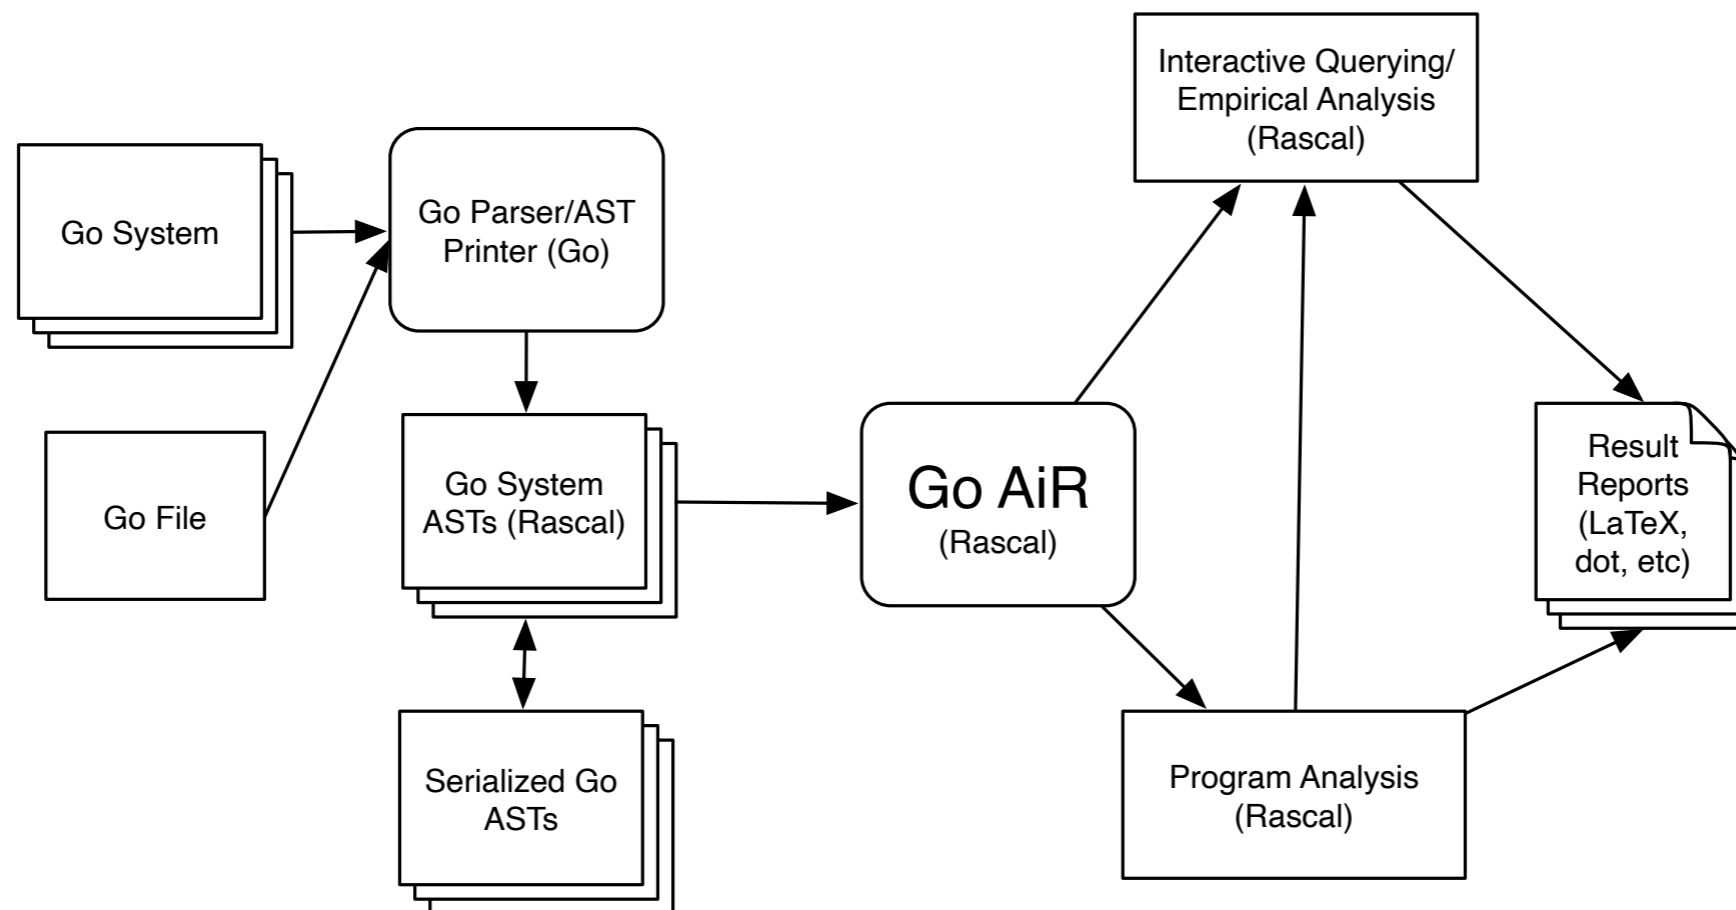 Interactive Querying/
Empirical Analysis
(Rascal)
Go System
Go Parser/AST
Printer (Go)
Go File
Go System
ASTs (Rascal)
Go AiR
(Rascal)
Result
Reports
(LaTeX,
dot, etc)
Serialized Go
ASTs
Program Analysis
(Rascal)